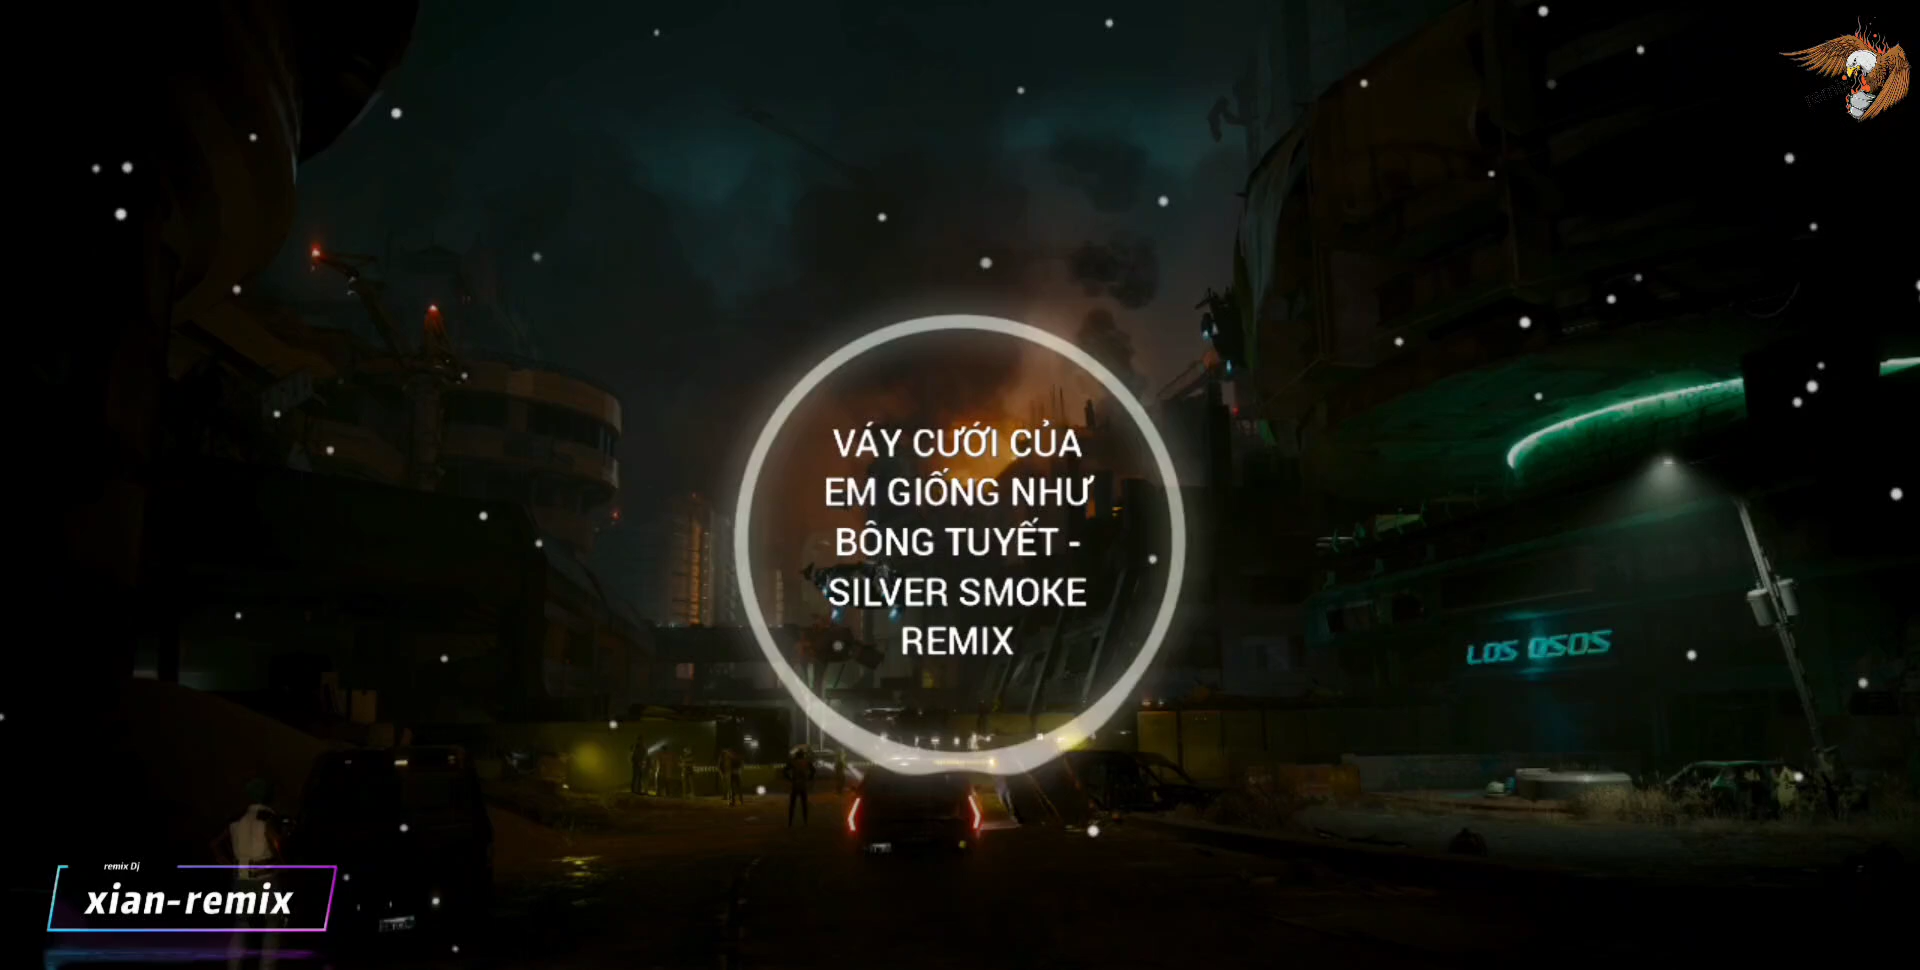 VÁY CƯỚI CỦA
EM GIỐNG NHƯ
BÔNG TUYẾT -
SILVER SMOKE
REMIX
LOS OSOS
remix Dj
xian-remix